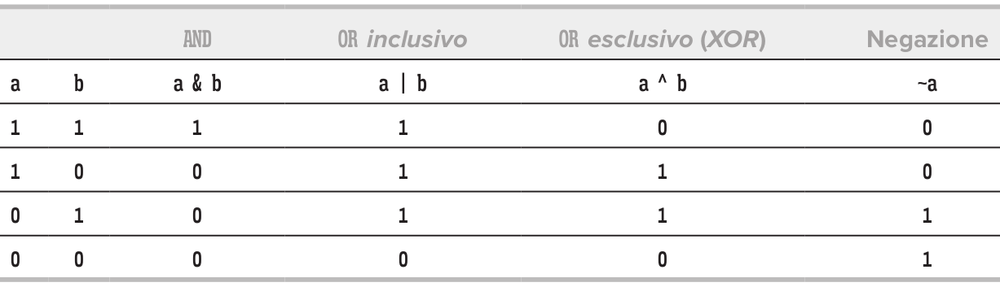 AND OR inclusivo OR esclusivo (XOR) Negazione
a b a & b a | b a ^ b ~a
1 1 1 1 0 0
1 0 0 1 1 0
0 1 0 1 1 1
0 0 0 0 0 1